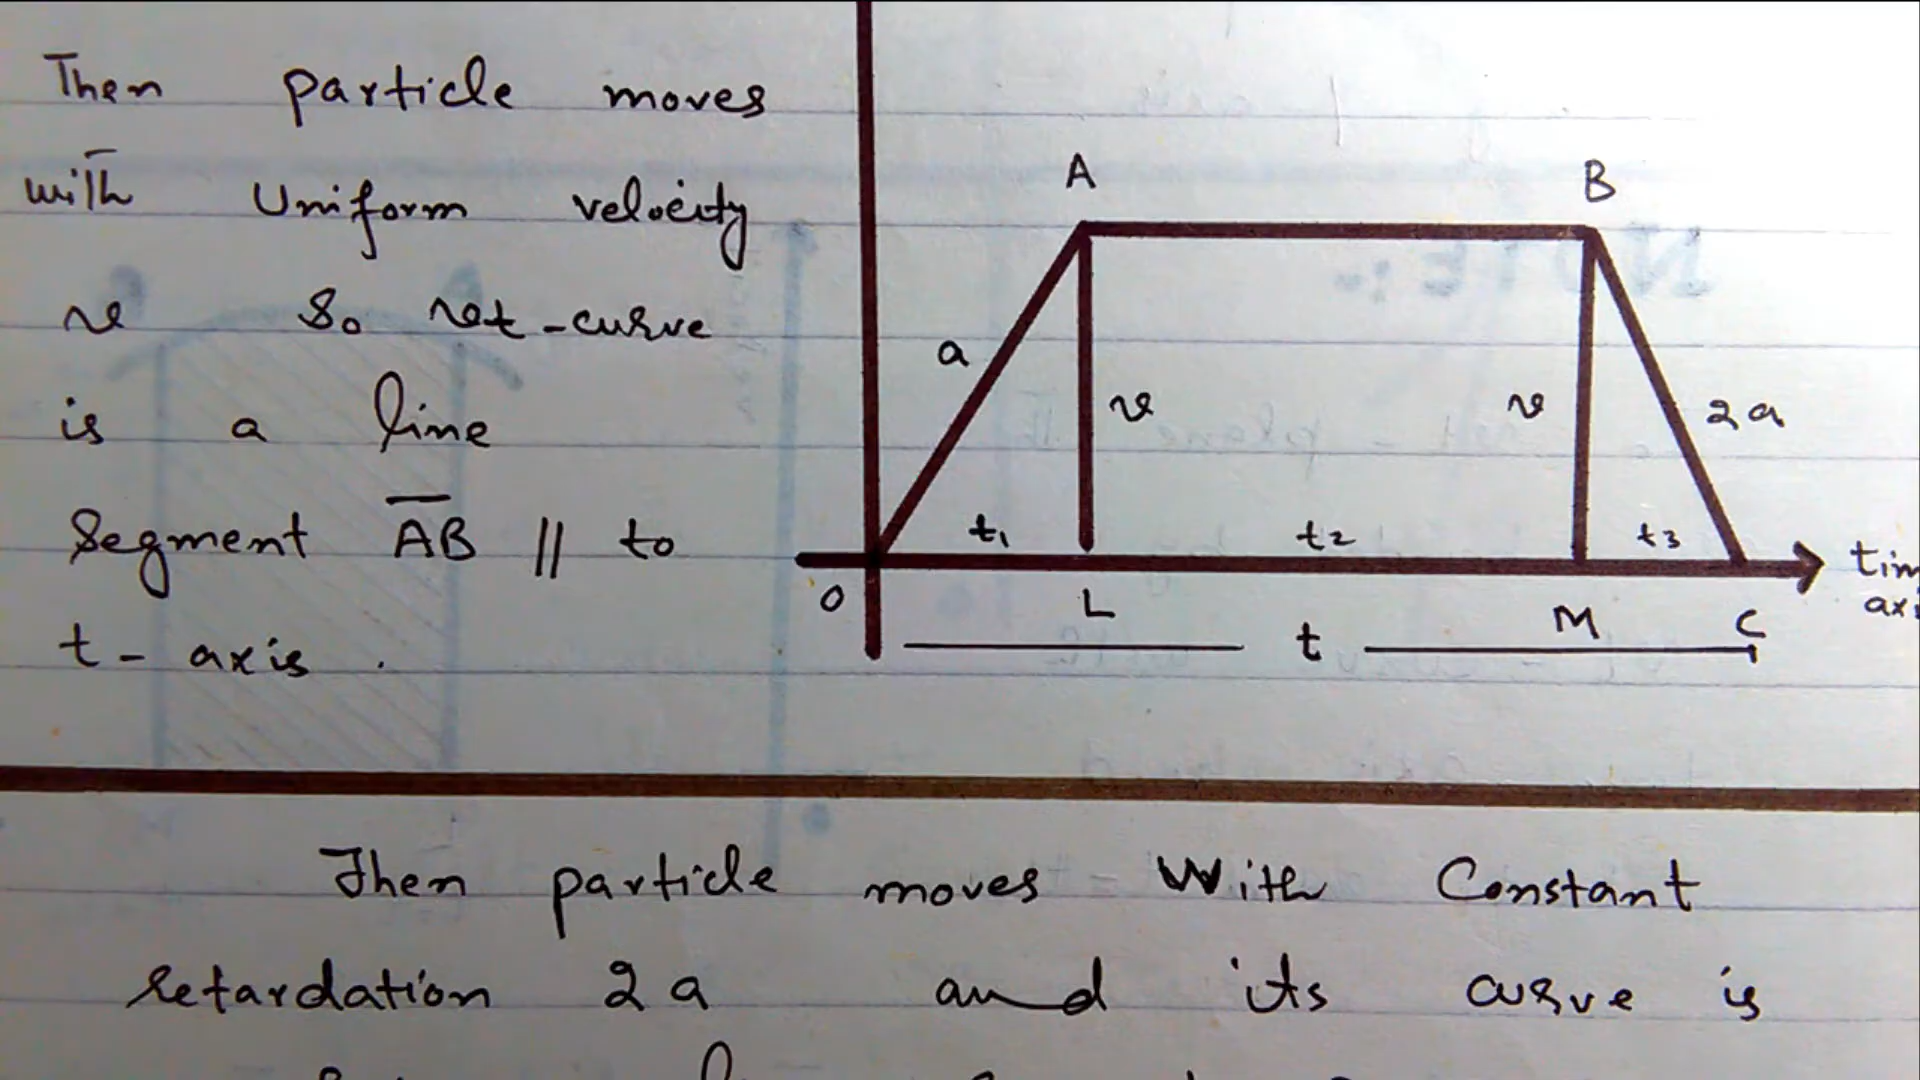 Then particle moves
with Uniform velocity
v So vt-curve
is a line
Segment AB || to
t-axis.
A
B
a
v
v
2a
t1
t2
t3
O
L
M
C
t
Then particle moves With Constant
retardation 2a and its curve is